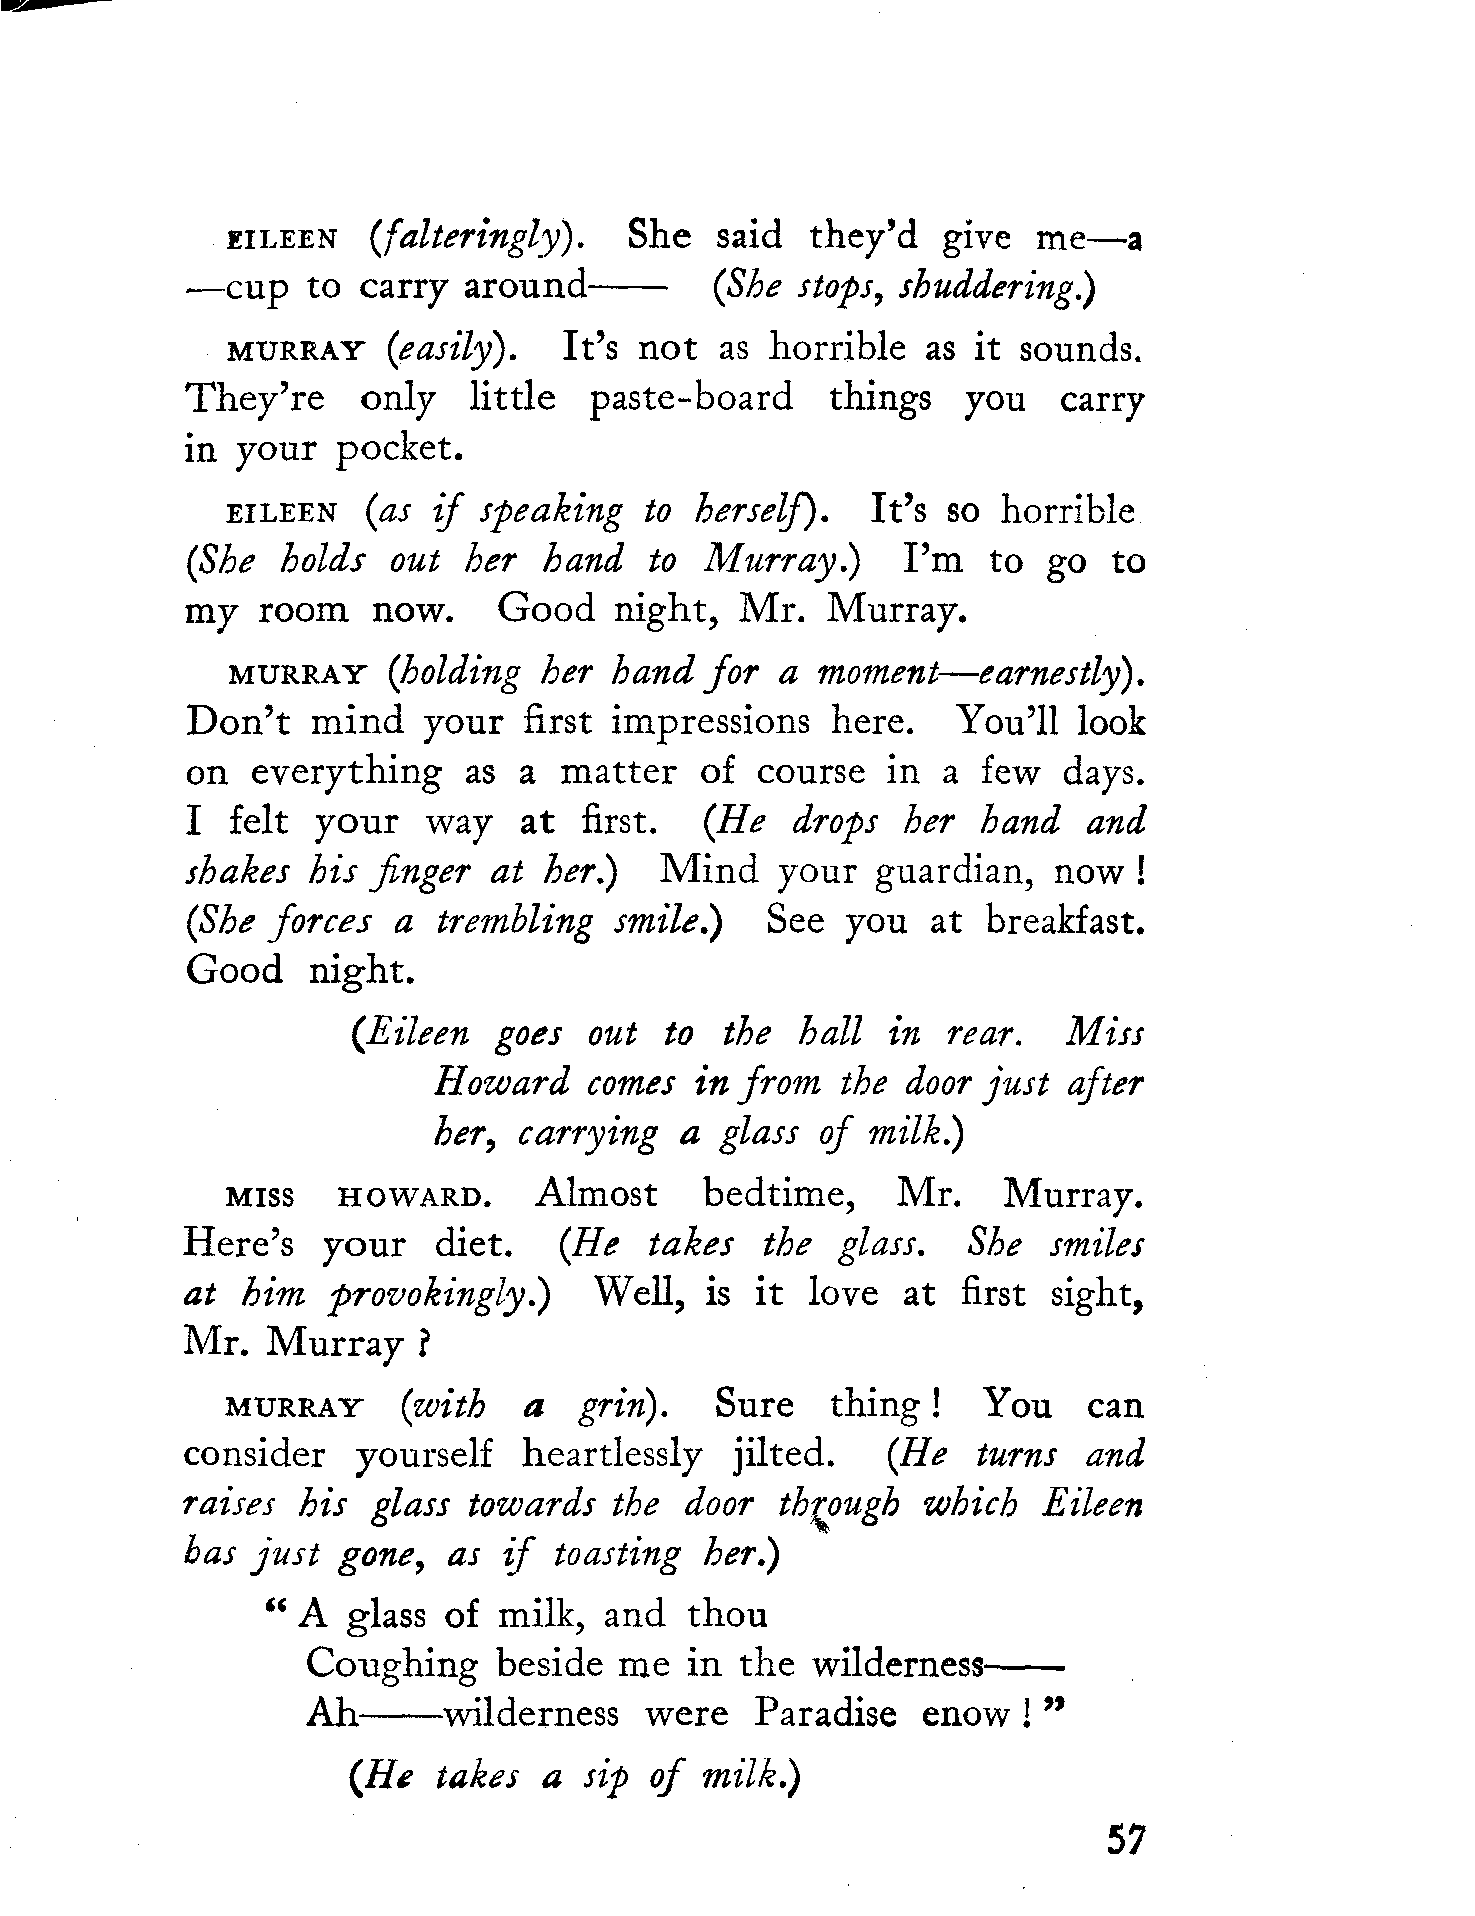 EILEEN (falteringly). She said they'd give me—a
—cup to carry around—— (She stops, shuddering.)
MURRAY (easily). It's not as horrible as it sounds.
They're only little paste-board things you carry
in your pocket.
EILEEN (as if speaking to herself). It's so horrible
(She holds out her hand to Murray.) I'm to go to
my room now. Good night, Mr. Murray.
MURRAY (holding her hand for a moment—earnestly).
Don't mind your first impressions here. You'll look
on everything as a matter of course in a few days.
I felt your way at first. (He drops her hand and
shakes his finger at her.) Mind your guardian, now !
(She forces a trembling smile.) See you at breakfast.
Good night.
(Eileen goes out to the hall in rear. Miss
Howard comes in from the door just after
her, carrying a glass of milk.)
MISS HOWARD. Almost bedtime, Mr. Murray.
Here's your diet. (He takes the glass. She smiles
at him provokingly.) Well, is it love at first sight,
Mr. Murray ?
MURRAY (with a grin). Sure thing ! You can
consider yourself heartlessly jilted. (He turns and
raises his glass towards the door through which Eileen
has just gone, as if toasting her.)
“ A glass of milk, and thou
Coughing beside me in the wilderness——
Ah——wilderness were Paradise enow ! ”
(He takes a sip of milk.)
57